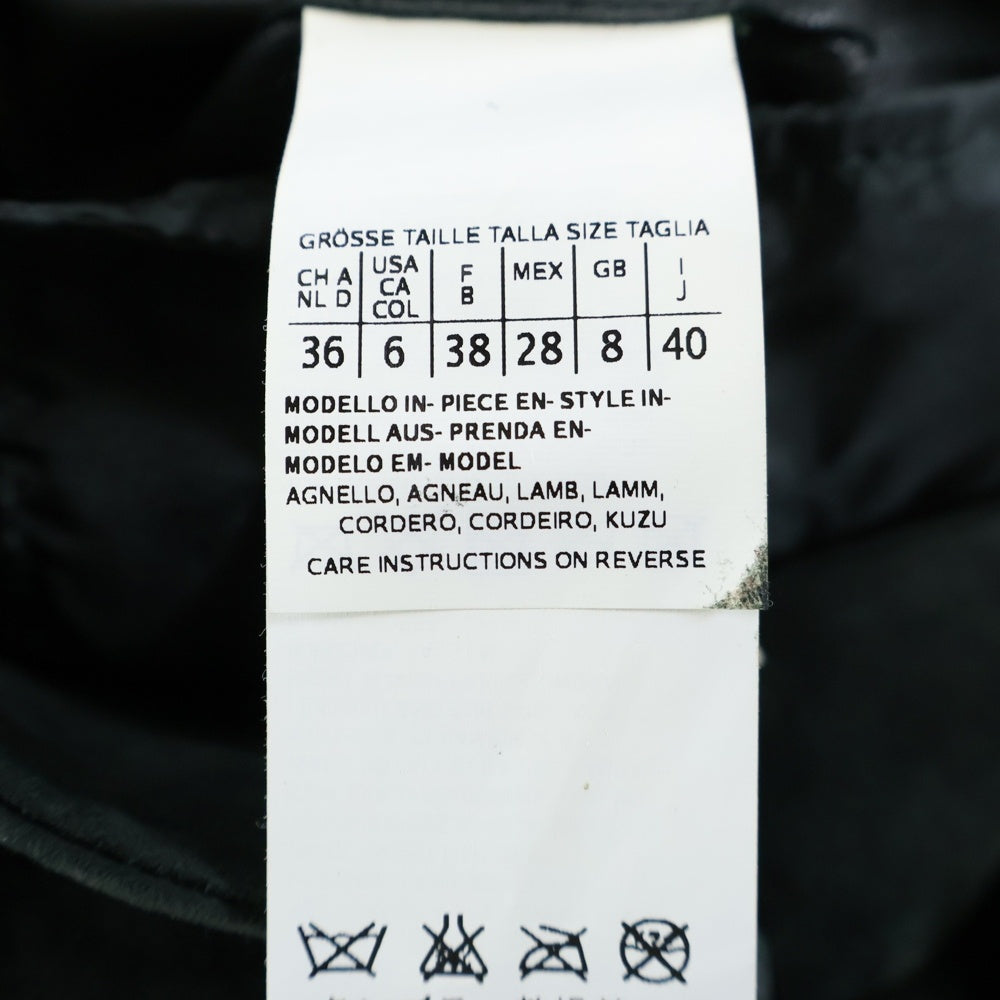 GRÖSSE TAILLE TALLA SIZE TAGLIA
CH A NL D | USA CA COL | F B | MEX | GB | I J
36 | 6 | 38 | 28 | 8 | 40
MODELLO IN- PIECE EN- STYLE IN-
MODELL AUS- PRENDA EN-
MODELO EM- MODEL
AGNELLO, AGNEAU, LAMB, LAMM,
CORDERO, CORDEIRO, KUZU
CARE INSTRUCTIONS ON REVERSE